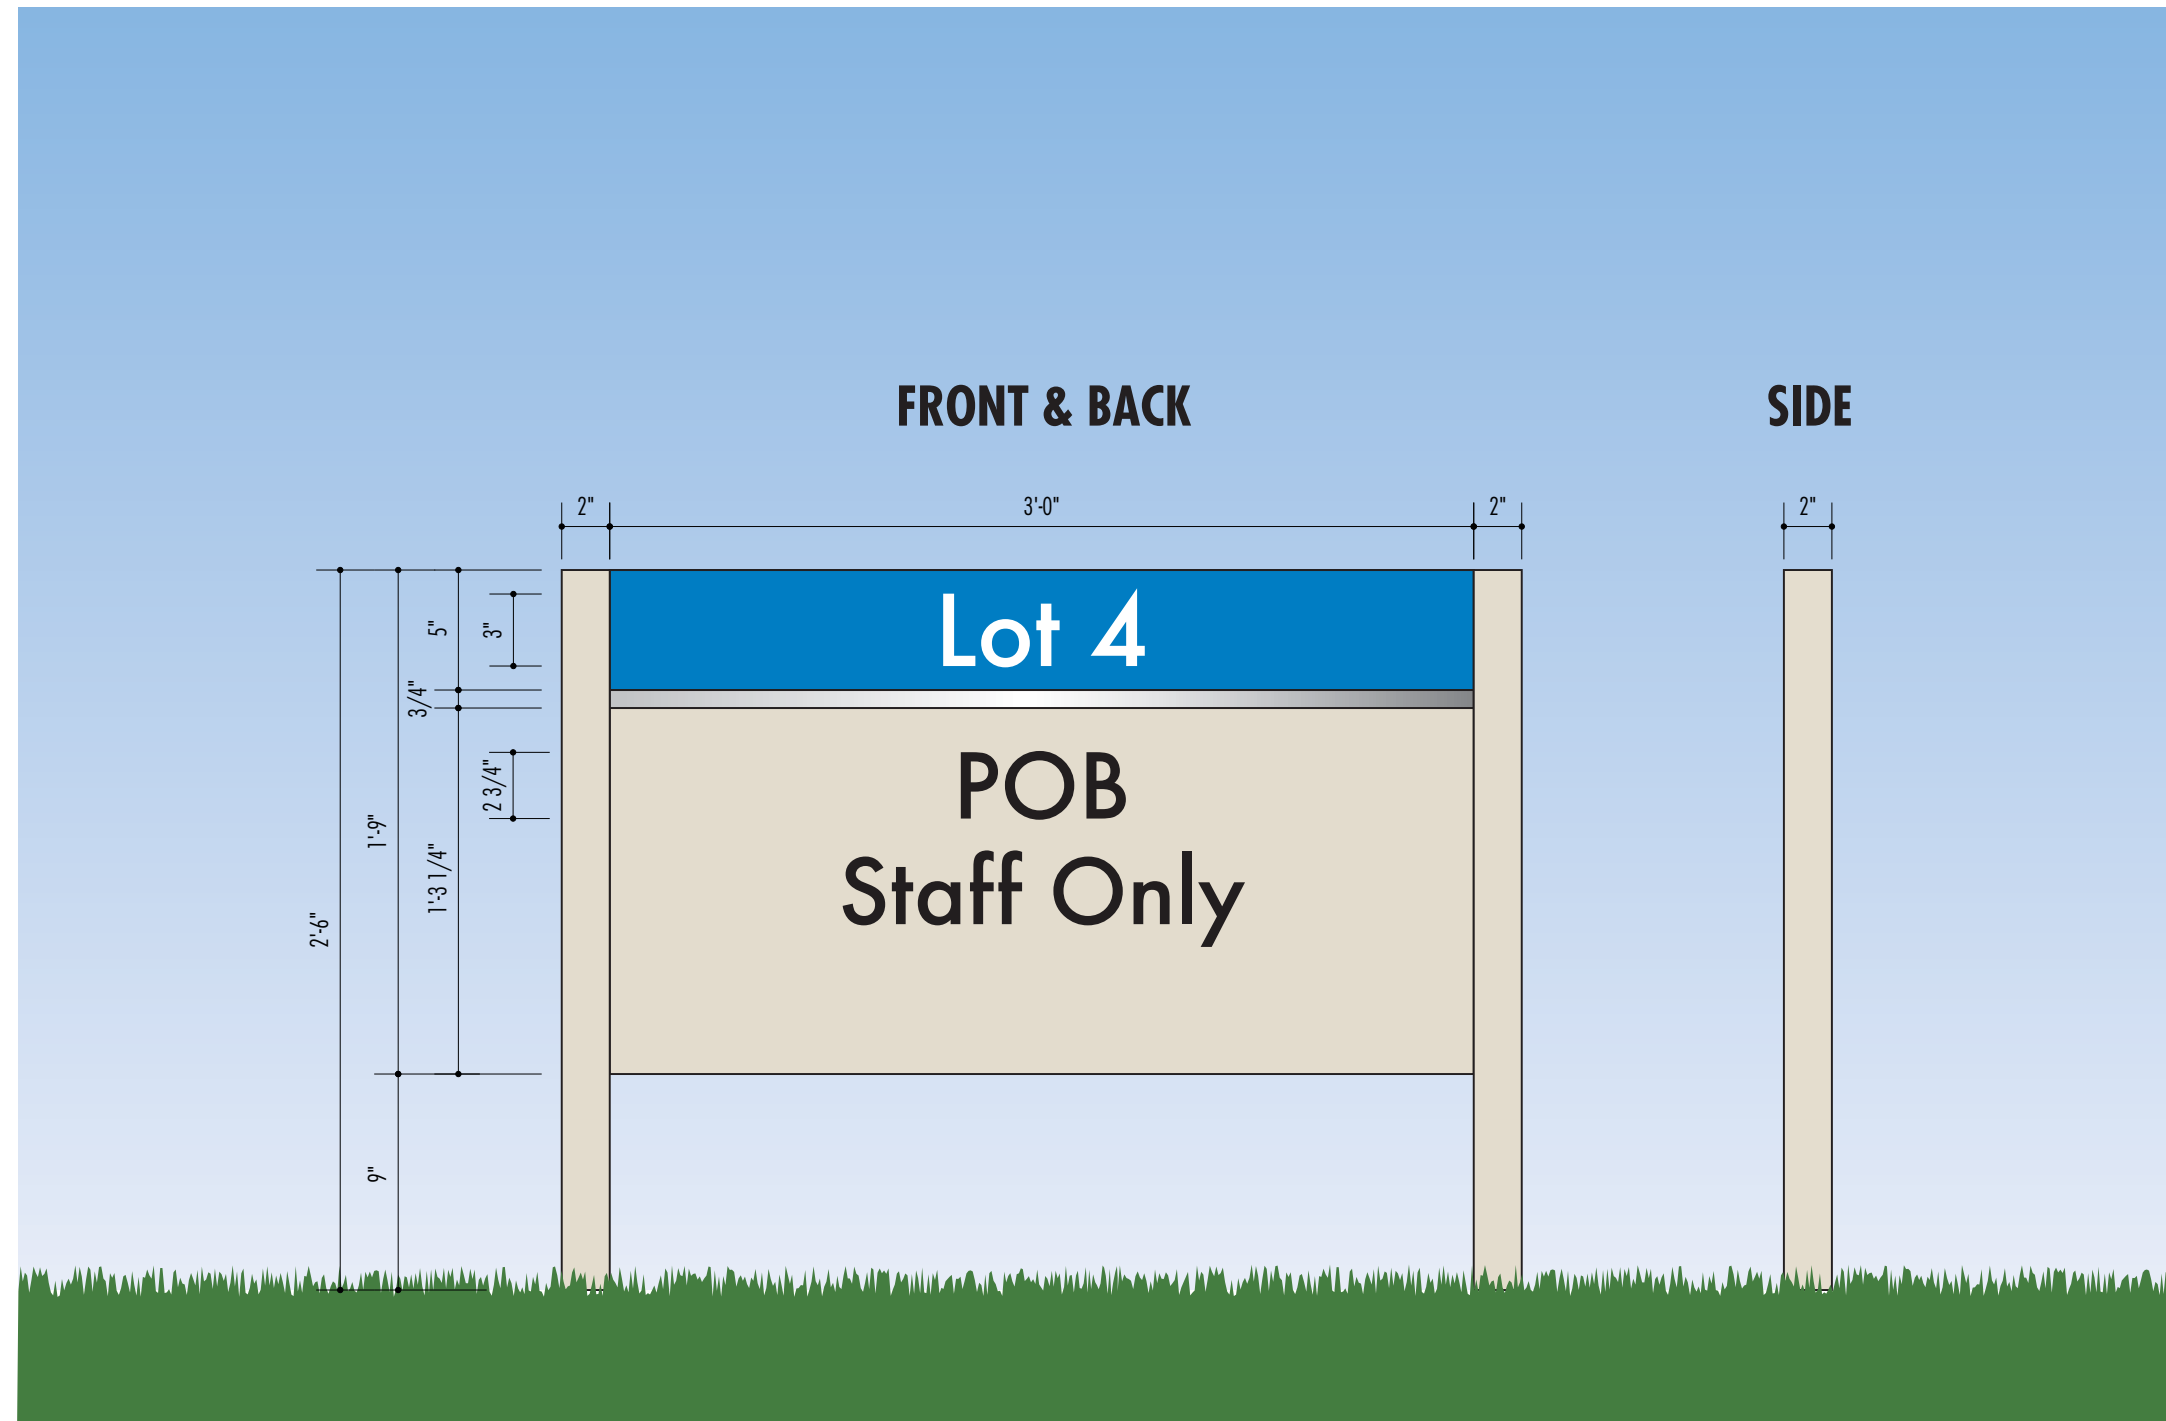 FRONT & BACK
SIDE
2"
3'-0"
2"
2"
5"
3"
3/4"
2 3/4"
1'-9"
1'-3 1/4"
2'-6"
9"
Lot 4
POB
Staff Only